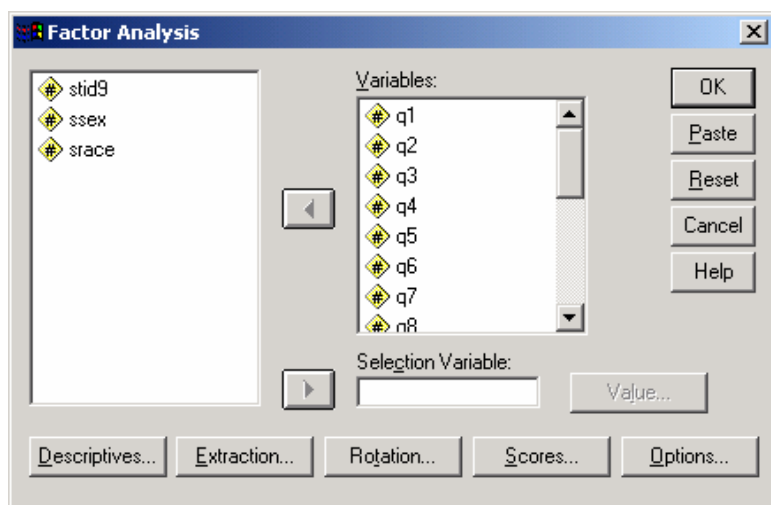 Factor Analysis
stid9
ssex
srace
Variables:
q1
q2
q3
q4
q5
q6
q7
q8
Selection Variable:
Value...
OK
Paste
Reset
Cancel
Help
Descriptives...
Extraction...
Rotation...
Scores...
Options...